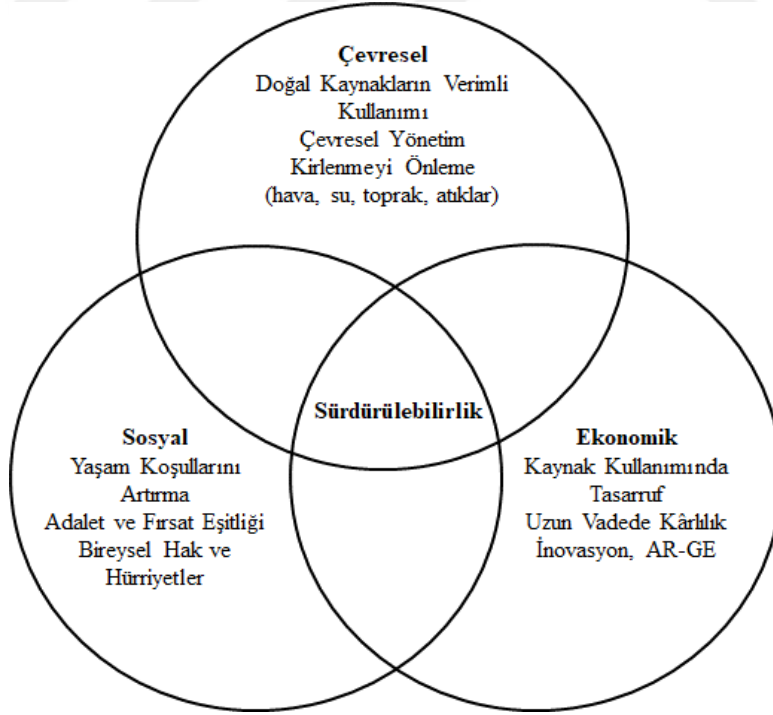 Çevresel
Doğal Kaynakların Verimli
Kullanımı
Çevresel Yönetim
Kirlenmeyi Önleme
(hava, su, toprak, atıklar)
Sürdürülebilirlik
Sosyal
Yaşam Koşullarını
Artırma
Adalet ve Fırsat Eşitliği
Bireysel Hak ve
Hürriyetler
Ekonomik
Kaynak Kullanımında
Tasarruf
Uzun Vadede Kârlılık
İnovasyon, AR-GE